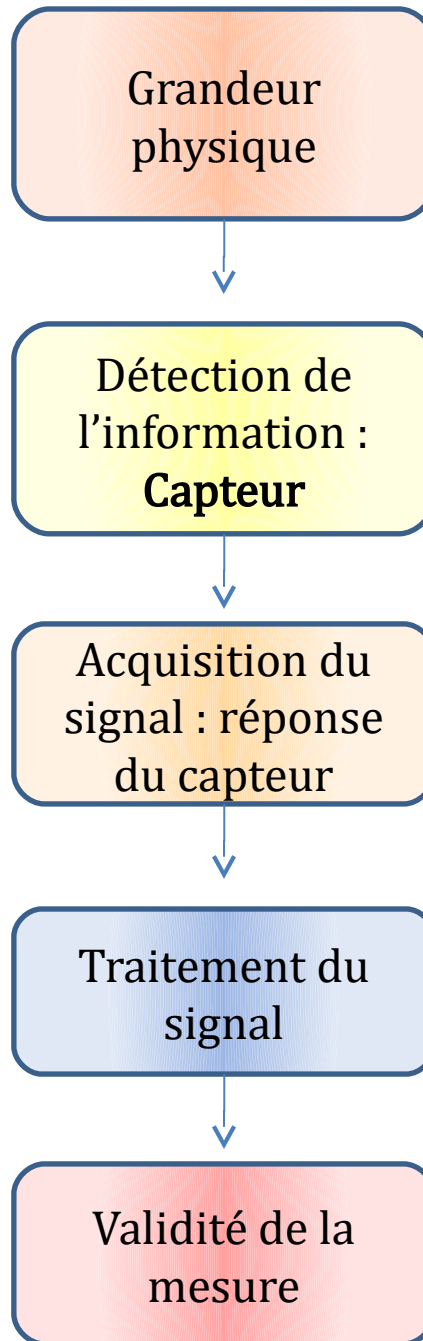 Grandeur
physique
Détection de
l’information :
Capteur
Acquisition du
signal : réponse
du capteur
Traitement du
signal
Validité de la
mesure